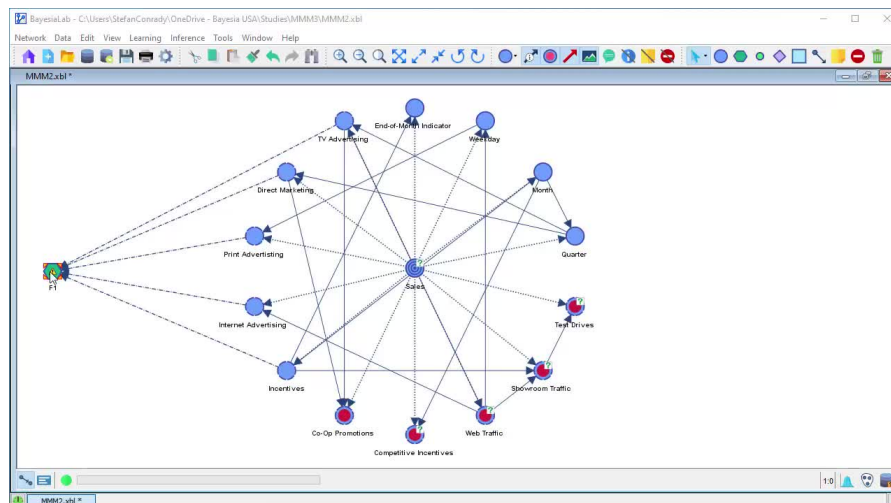 BayesiaLab - C:\Users\StefanConrady\OneDrive - Bayesia USA\Studies\MMM3\MMM2.xbl
Network Data Edit View Learning Inference Tools Window Help
MMM2.xbl *
End-of-Month Indicator
TV Advertising
Weekday
Direct Marketing
Month
Print Advertisting
Quarter
Sales
F1
Internet Advertising
Test Drives
Incentives
Showroom Traffic
Co-Op Promotions
Web Traffic
Competitive Incentives
1:0
MMM2.xbl *